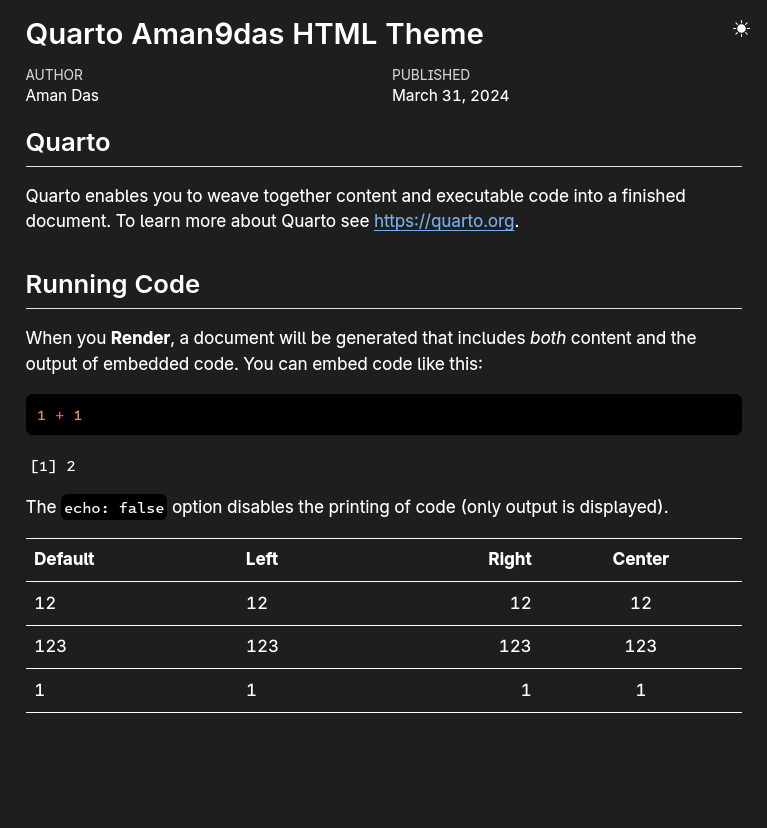 Quarto Aman9das HTML Theme
AUTHOR PUBLISHED
Aman Das March 31, 2024
Quarto
Quarto enables you to weave together content and executable code into a finished
document. To learn more about Quarto see https://quarto.org.
Running Code
When you Render, a document will be generated that includes both content and the
output of embedded code. You can embed code like this:
1 + 1
[1] 2
The echo: false option disables the printing of code (only output is displayed).
Default Left Right Center
12 12 12 12
123 123 123 123
1 1 1 1